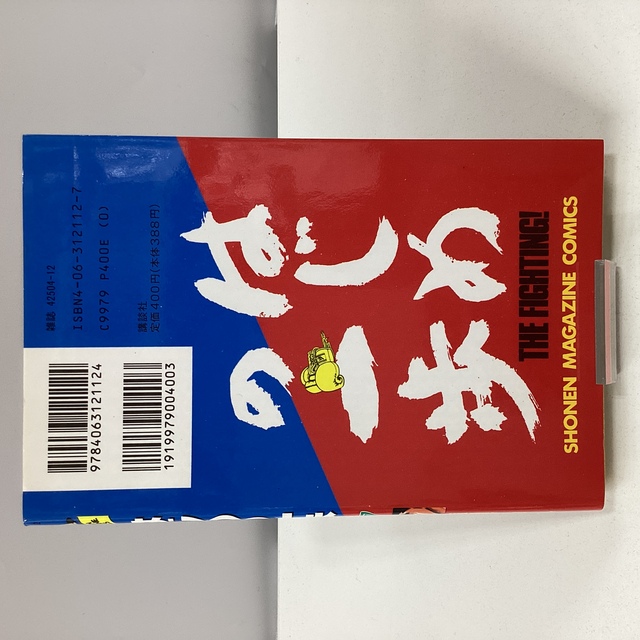 雑誌 42504-12
ISBN4-06-312112-7
C9979 P400E (0)
講談社
定価400円(本体388円)
9784063121124
1919979004003
はじめ
の一歩
THE FIGHTING!
SHONEN MAGAZINE COMICS